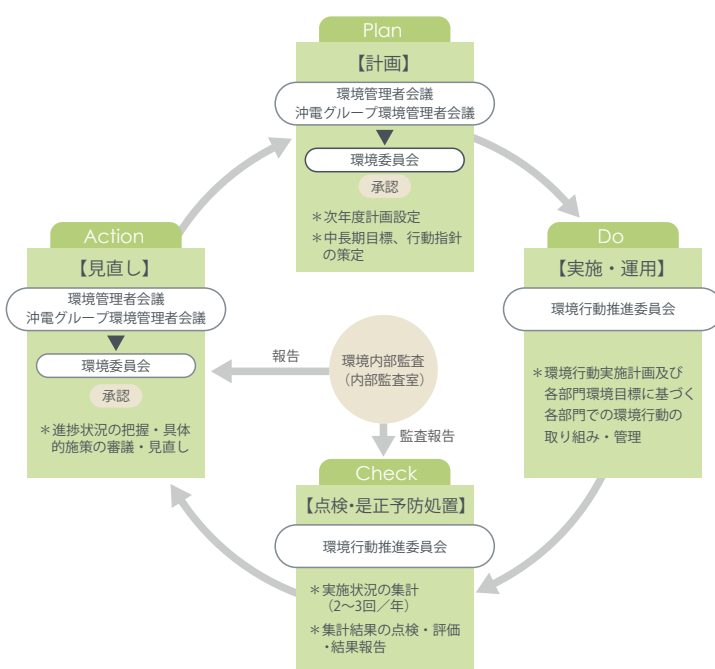 Plan
【計画】
環境管理者会議
沖電グループ環境管理者会議
環境委員会
承認
＊次年度計画設定
＊中長期目標、行動指針
の策定
Do
【実施・運用】
環境行動推進委員会
＊環境行動実施計画及び
各部門環境目標に基づく
各部門での環境行動の
取り組み・管理
Check
【点検・是正予防処置】
環境行動推進委員会
＊実施状況の集計
（2〜3回／年）
＊集計結果の点検・評価
・結果報告
Action
【見直し】
環境管理者会議
沖電グループ環境管理者会議
環境委員会
承認
＊進捗状況の把握・具体
的施策の審議・見直し
報告
環境内部監査
（内部監査室）
監査報告